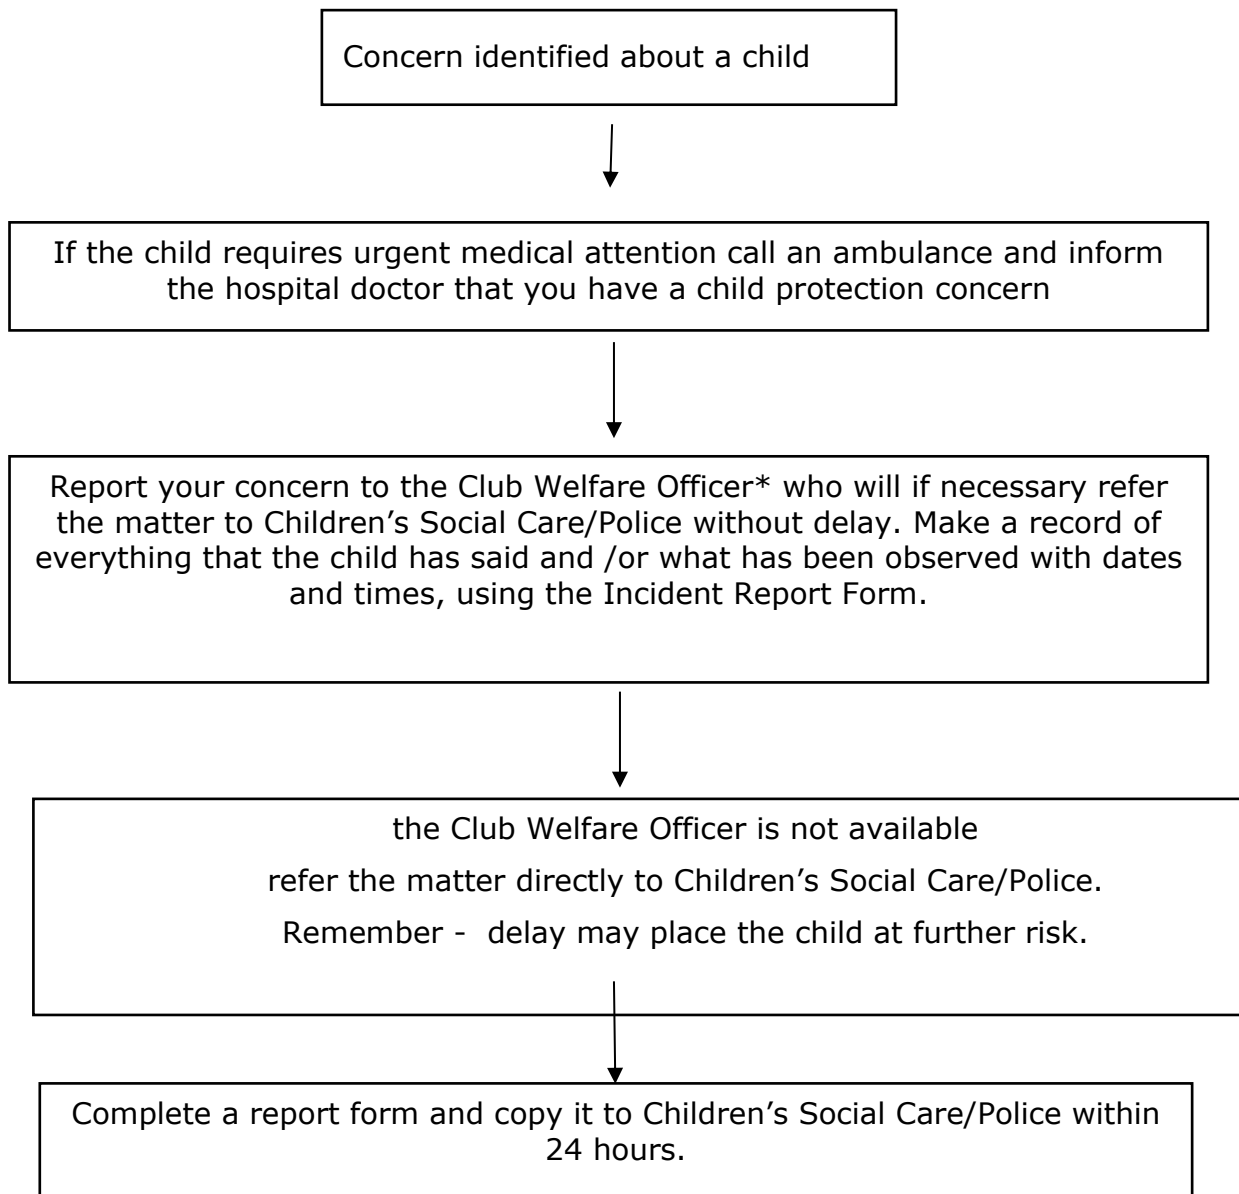 Concern identified about a child
If the child requires urgent medical attention call an ambulance and inform
the hospital doctor that you have a child protection concern
Report your concern to the Club Welfare Officer* who will if necessary refer
the matter to Children’s Social Care/Police without delay. Make a record of
everything that the child has said and /or what has been observed with dates
and times, using the Incident Report Form.
the Club Welfare Officer is not available
refer the matter directly to Children’s Social Care/Police.
Remember -  delay may place the child at further risk.
Complete a report form and copy it to Children’s Social Care/Police within
24 hours.